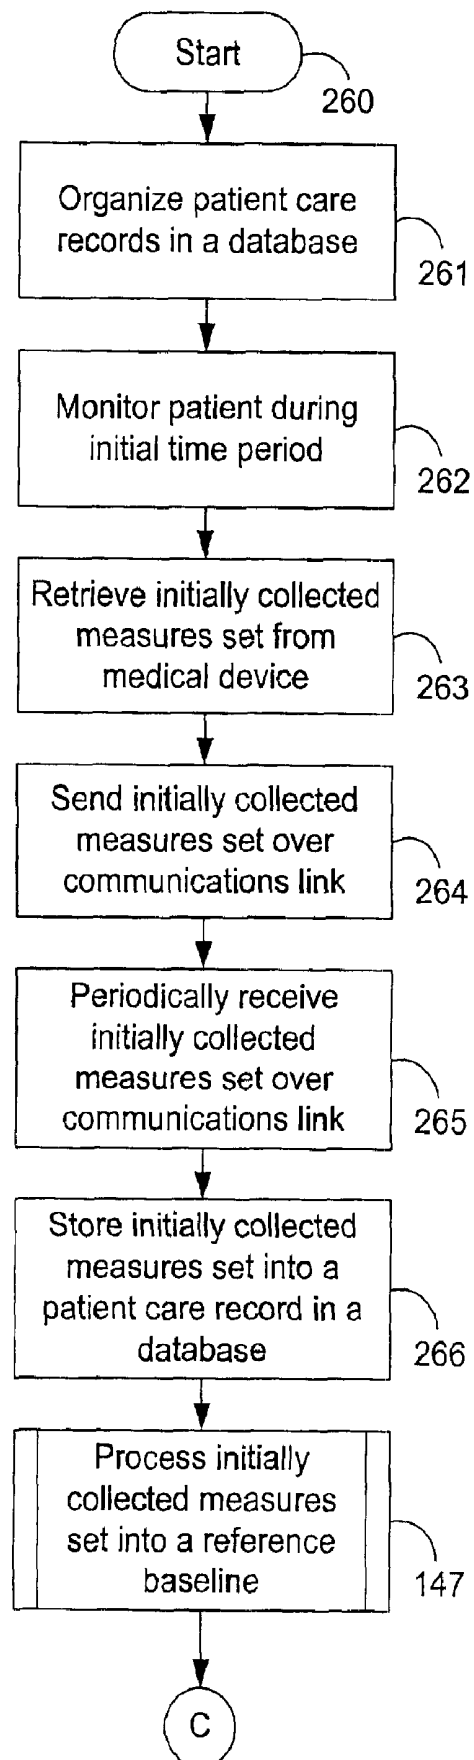 Start
260
Organize patient care
records in a database
261
Monitor patient during
initial time period
262
Retrieve initially collected
measures set from
medical device
263
Send initially collected
measures set over
communications link
264
Periodically receive
initially collected
measures set over
communications link
265
Store initially collected
measures set into a
patient care record in a
database
266
Process initially
collected measures
set into a reference
baseline
147
C